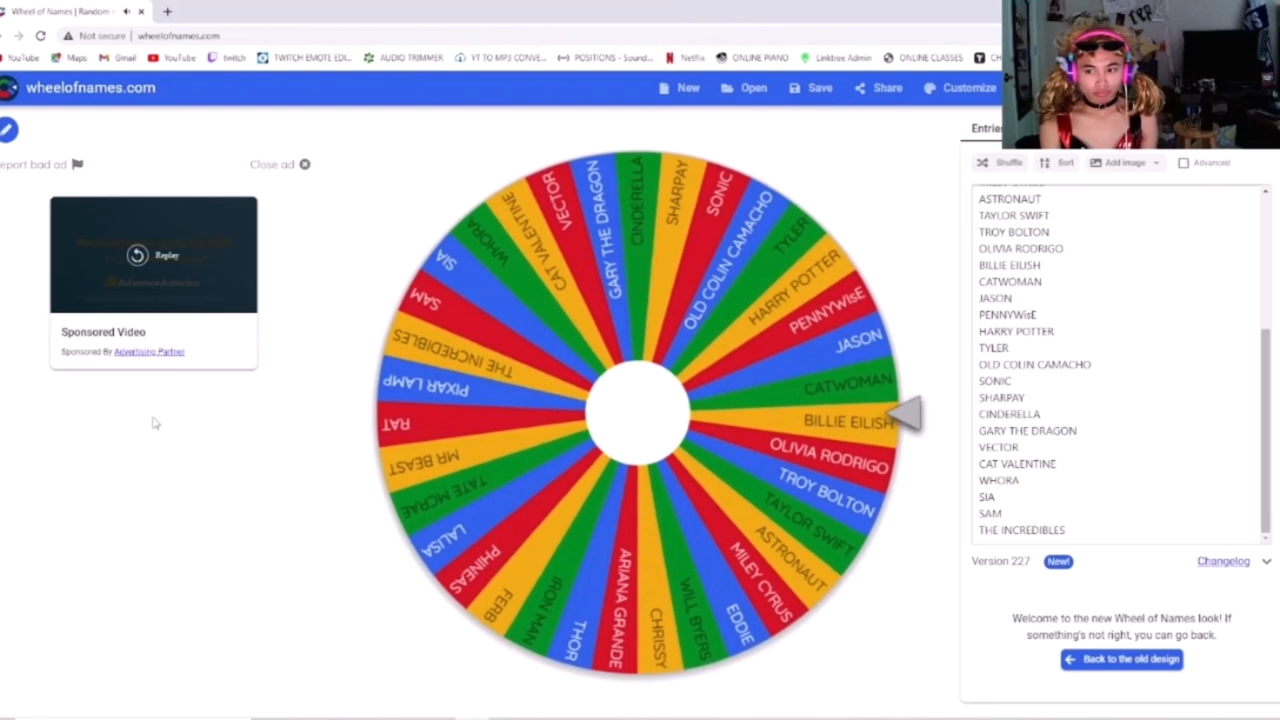 Wheel of Names | Random
Not secure | wheelofnames.com
YouTube Maps Gmail YouTube twitch TWITCH EMOTE EDI... AUDIO TRIMMER YT TO MP3 CONVE... POSITIONS - Sound... Netflix ONLINE PIANO Linktree Admin ONLINE CLASSES
wheelofnames.com New Open Save Share Customize
eport bad ad Close ad
Replay
Sponsored Video
Sponsored By Advertising Partner
CINDERELLA
SHARPAY
SONIC
OLD COLIN CAMACHO
TYLER
HARRY POTTER
PENNYWisE
JASON
CATWOMAN
BILLIE EILISH
OLIVIA RODRIGO
TROY BOLTON
TAYLOR SWIFT
ASTRONAUT
MILEY CYRUS
EDDIE
WILL BYERS
CHRISSY
ARIANA GRANDE
THOR
IRON MAN
FERB
PHINEAS
LALISA
TATE MCRAE
MR BEAST
RAT
PIXAR LAMP
THE INCREDIBLES
SAM
SIA
WHORA
CAT VALENTINE
VECTOR
GARY THE DRAGON
Entrie
Shuffle Sort Add image Advanced
ASTRONAUT
TAYLOR SWIFT
TROY BOLTON
OLIVIA RODRIGO
BILLIE EILISH
CATWOMAN
JASON
PENNYWisE
HARRY POTTER
TYLER
OLD COLIN CAMACHO
SONIC
SHARPAY
CINDERELLA
GARY THE DRAGON
VECTOR
CAT VALENTINE
WHORA
SIA
SAM
THE INCREDIBLES
Version 227 New! Changelog
Welcome to the new Wheel of Names look! If
something's not right, you can go back.
Back to the old design